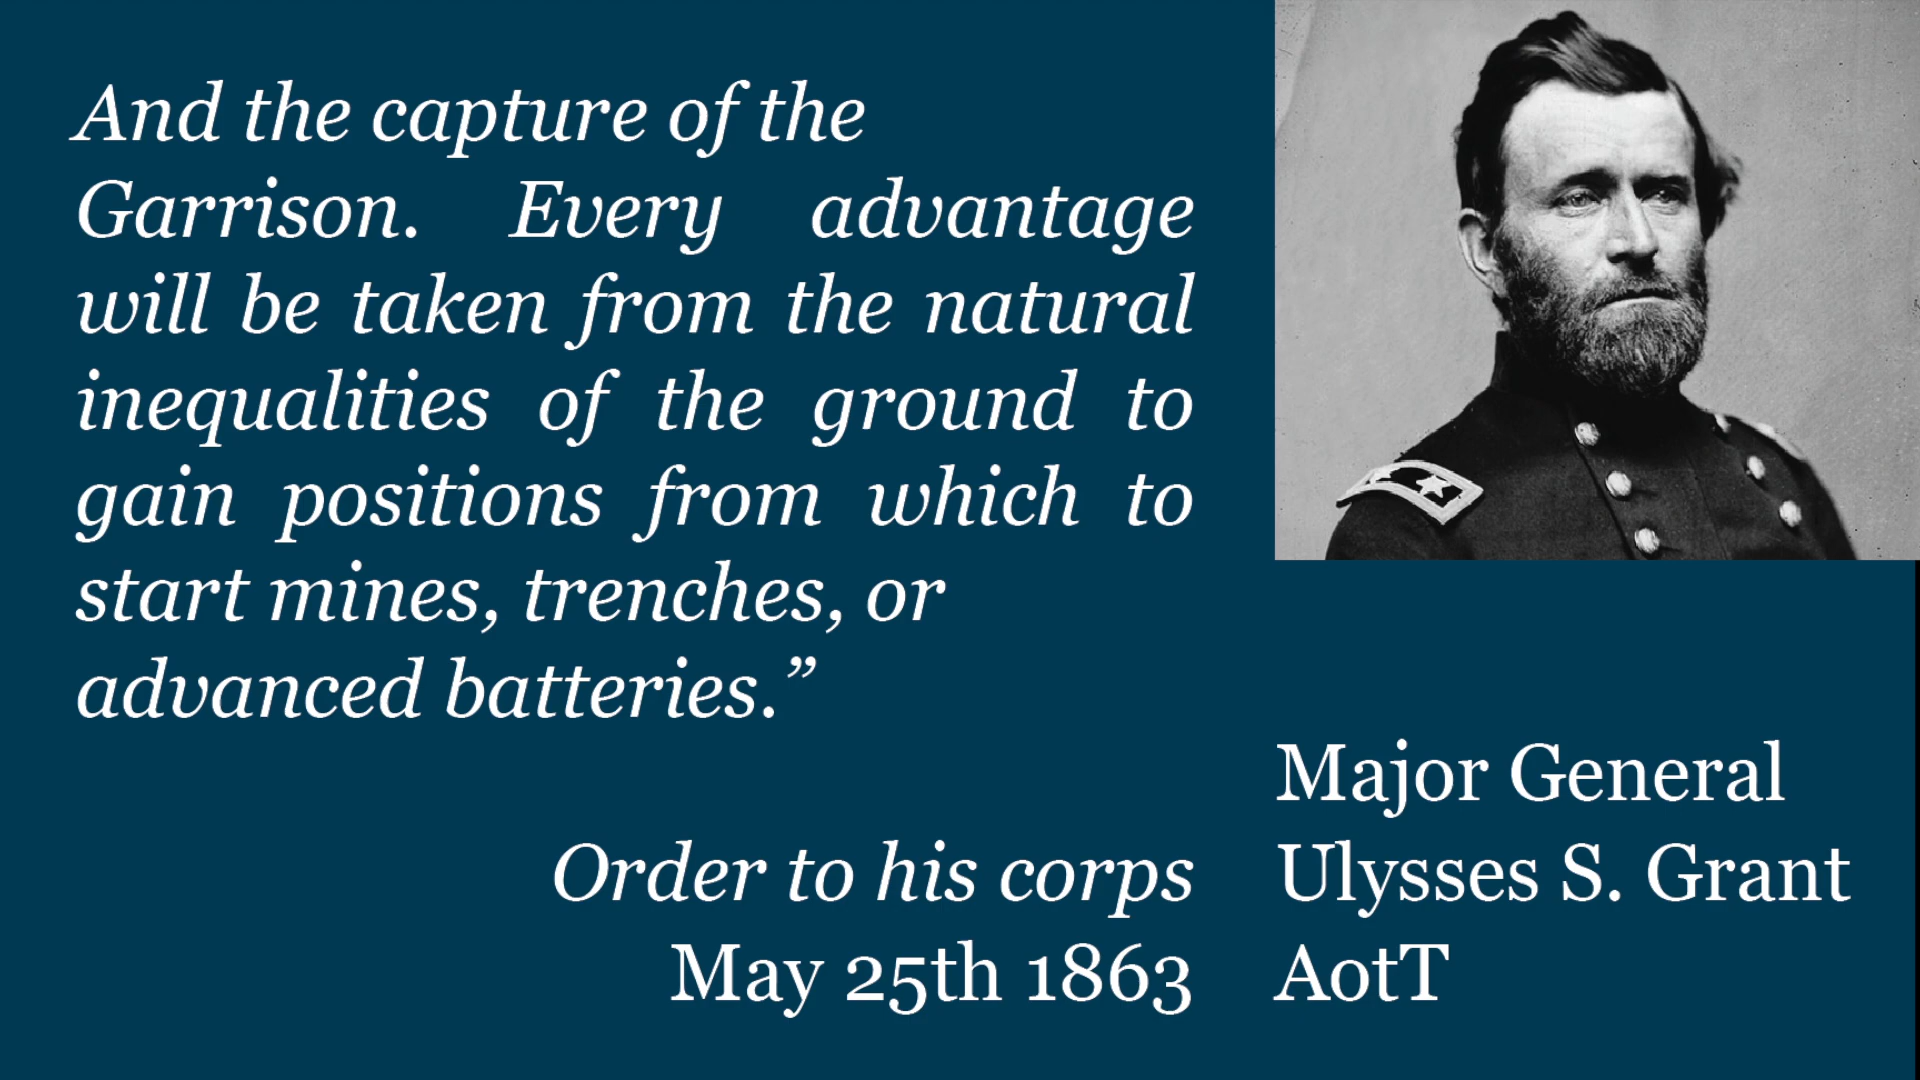 And the capture of the
Garrison. Every advantage
will be taken from the natural
inequalities of the ground to
gain positions from which to
start mines, trenches, or
advanced batteries.”
Order to his corps
May 25th 1863
Major General
Ulysses S. Grant
AotT